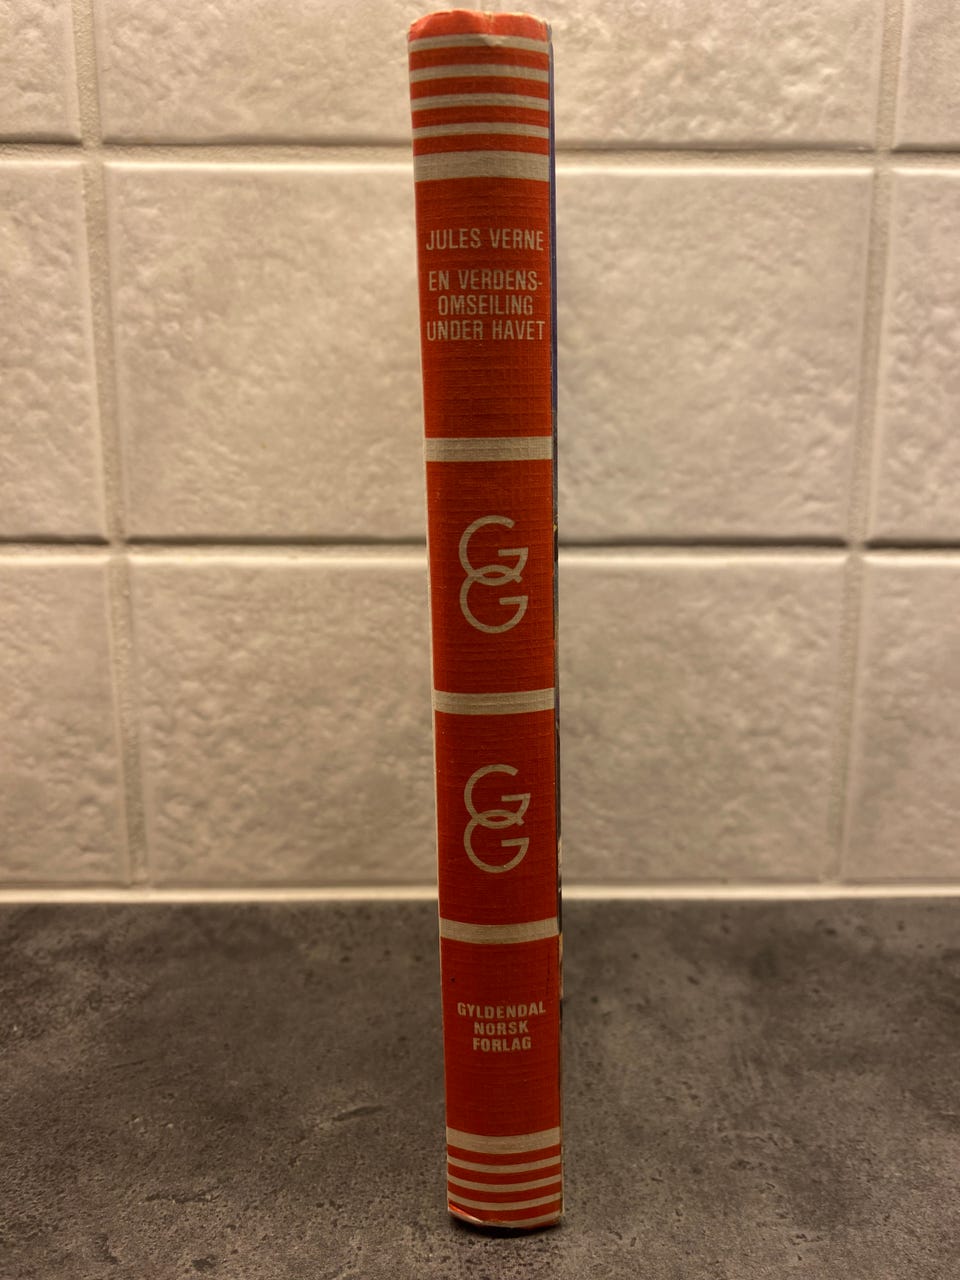 JULES VERNE
EN VERDENS-
OMSEILING
UNDER HAVET
GG
GG
GYLDENDAL
NORSK
FORLAG